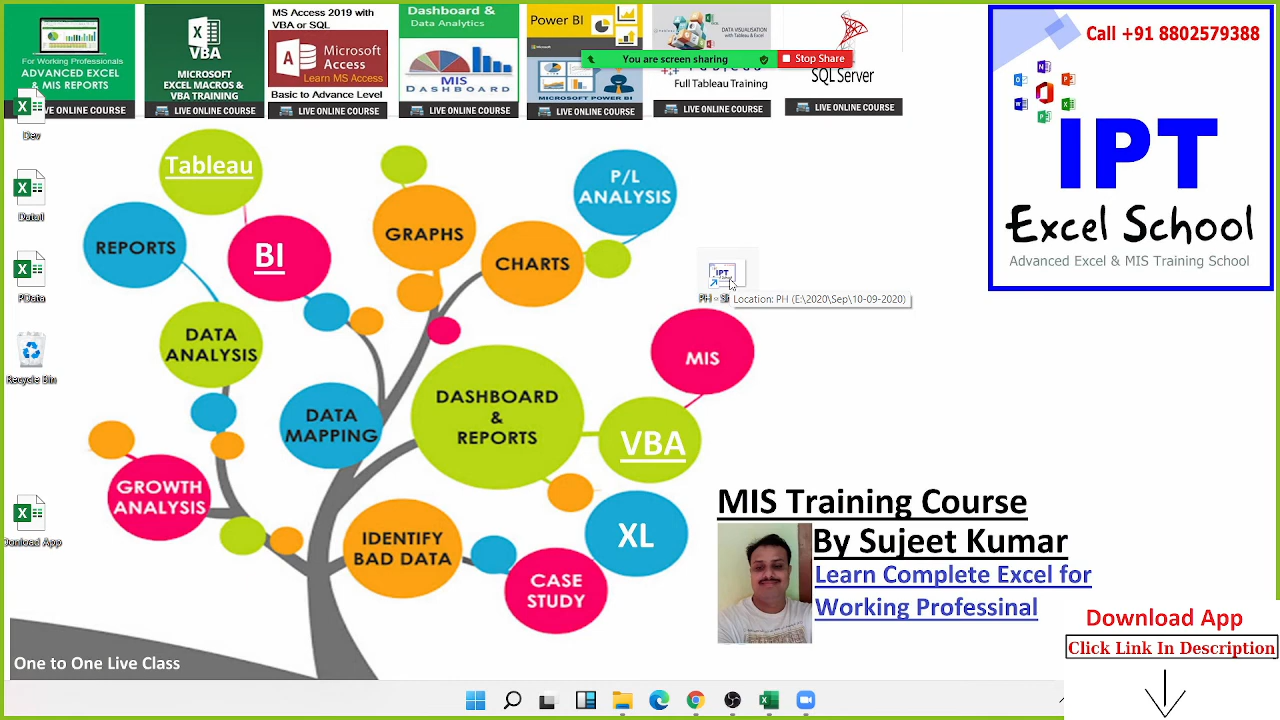 For Working Professionals
ADVANCED EXCEL
& MIS REPORTS
LIVE ONLINE COURSE
VBA
MICROSOFT
EXCEL MACROS &
VBA TRAINING
LIVE ONLINE COURSE
MS Access 2019 with
VBA or SQL
Microsoft
Access
Learn MS Access
Basic to Advance Level
LIVE ONLINE COURSE
Dashboard &
Data Analytics
MIS
DASHBOARD
LIVE ONLINE COURSE
Power BI
MICROSOFT POWER BI
LIVE ONLINE COURSE
DATA VISUALISATION
with Tableau & Excel
Full Tableau Training
LIVE ONLINE COURSE
SQL Server
LIVE ONLINE COURSE
You are screen sharing
Stop Share
Call +91 8802579388
IPT
Excel School
Advanced Excel & MIS Training School
Dev
PData
Recycle Bin
Tableau
REPORTS
BI
GRAPHS
CHARTS
P/L
ANALYSIS
DATA
ANALYSIS
DATA
MAPPING
DASHBOARD
&
REPORTS
MIS
VBA
GROWTH
ANALYSIS
IDENTIFY
BAD DATA
XL
CASE
STUDY
IPT
Location: PH (E:\2020\Sep\10-09-2020)
MIS Training Course
By Sujeet Kumar
Learn Complete Excel for
Working Professinal
One to One Live Class
Download App
Click Link In Description